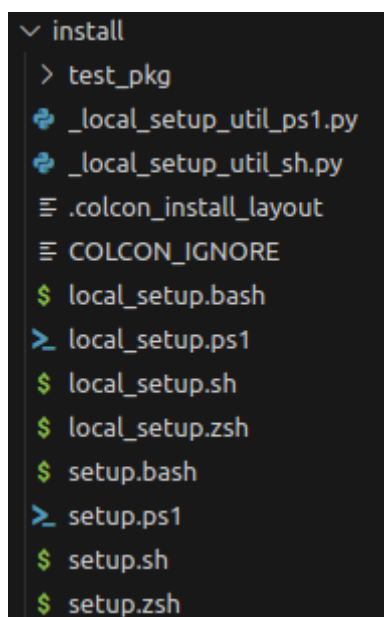 install
test_pkg
_local_setup_util_ps1.py
_local_setup_util_sh.py
.colcon_install_layout
COLCON_IGNORE
local_setup.bash
local_setup.ps1
local_setup.sh
local_setup.zsh
setup.bash
setup.ps1
setup.sh
setup.zsh